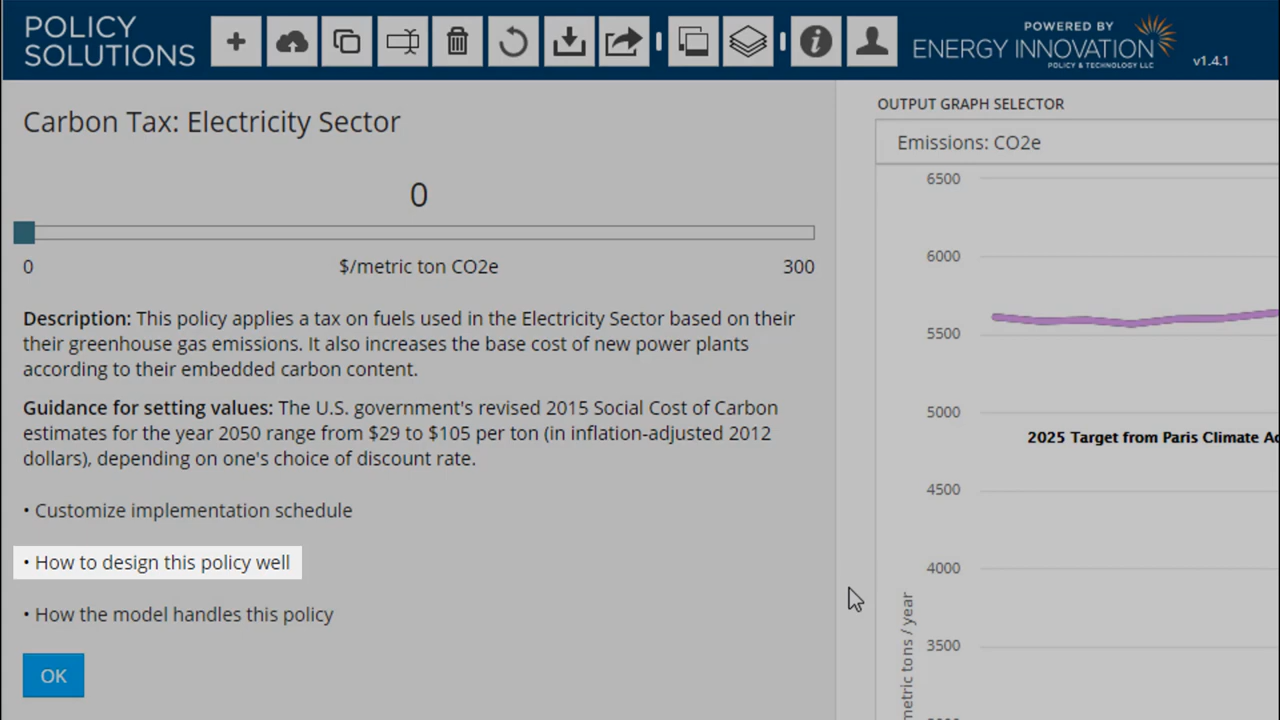 POLICY
SOLUTIONS
POWERED BY
ENERGY INNOVATION
POLICY & TECHNOLOGY LLC
v1.4.1
Carbon Tax: Electricity Sector
0
0
$/metric ton CO2e
300
Description: This policy applies a tax on fuels used in the Electricity Sector based on their
their greenhouse gas emissions. It also increases the base cost of new power plants
according to their embedded carbon content.
Guidance for setting values: The U.S. government's revised 2015 Social Cost of Carbon
estimates for the year 2050 range from $29 to $105 per ton (in inflation-adjusted 2012
dollars), depending on one's choice of discount rate.
• Customize implementation schedule
• How to design this policy well
• How the model handles this policy
OK
OUTPUT GRAPH SELECTOR
Emissions: CO2e
6500
6000
5500
5000
2025 Target from Paris Climate
4500
4000
3500
metric tons / year